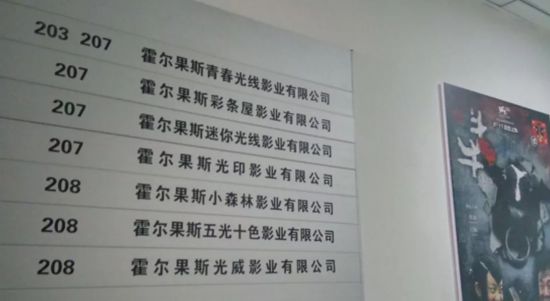 203 207 霍尔果斯青春光线影业有限公司
207 霍尔果斯彩条屋影业有限公司
207 霍尔果斯迷你光线影业有限公司
207 霍尔果斯光印影业有限公司
208 霍尔果斯小森林影业有限公司
208 霍尔果斯五光十色影业有限公司
208 霍尔果斯光威影业有限公司